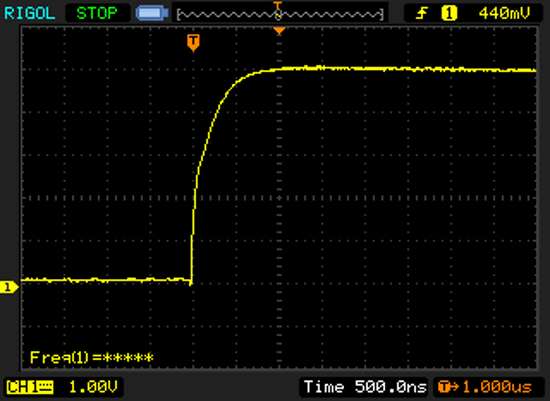 RIGOL STOP T 1 440mV
T
1
Freq(1)=*****
CH1 1.00V Time 500.0ns T→1.000us